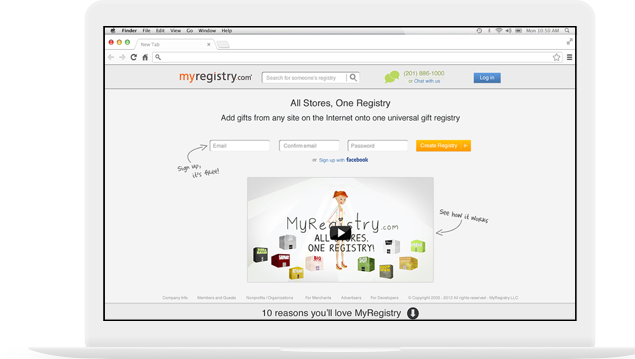 Finder File Edit View Go Window Help
Mon 10:50 AM
New Tab
myregistry.com
Search for someone's registry
(201) 886-1000
or Chat with us
Log in
All Stores, One Registry
Add gifts from any site on the Internet onto one universal gift registry
Email
Confirm email
Password
Create Registry >
or Sign up with facebook
Sign up,
it's free!
MyRegistry.com
ALL STORES.
ONE REGISTRY!
See how it works
Company Info Members and Guests Nonprofits / Organizations For Merchants Advertisers For Developers © Copyright 2005 - 2012 All rights reserved - MyRegistry LLC
10 reasons you'll love MyRegistry